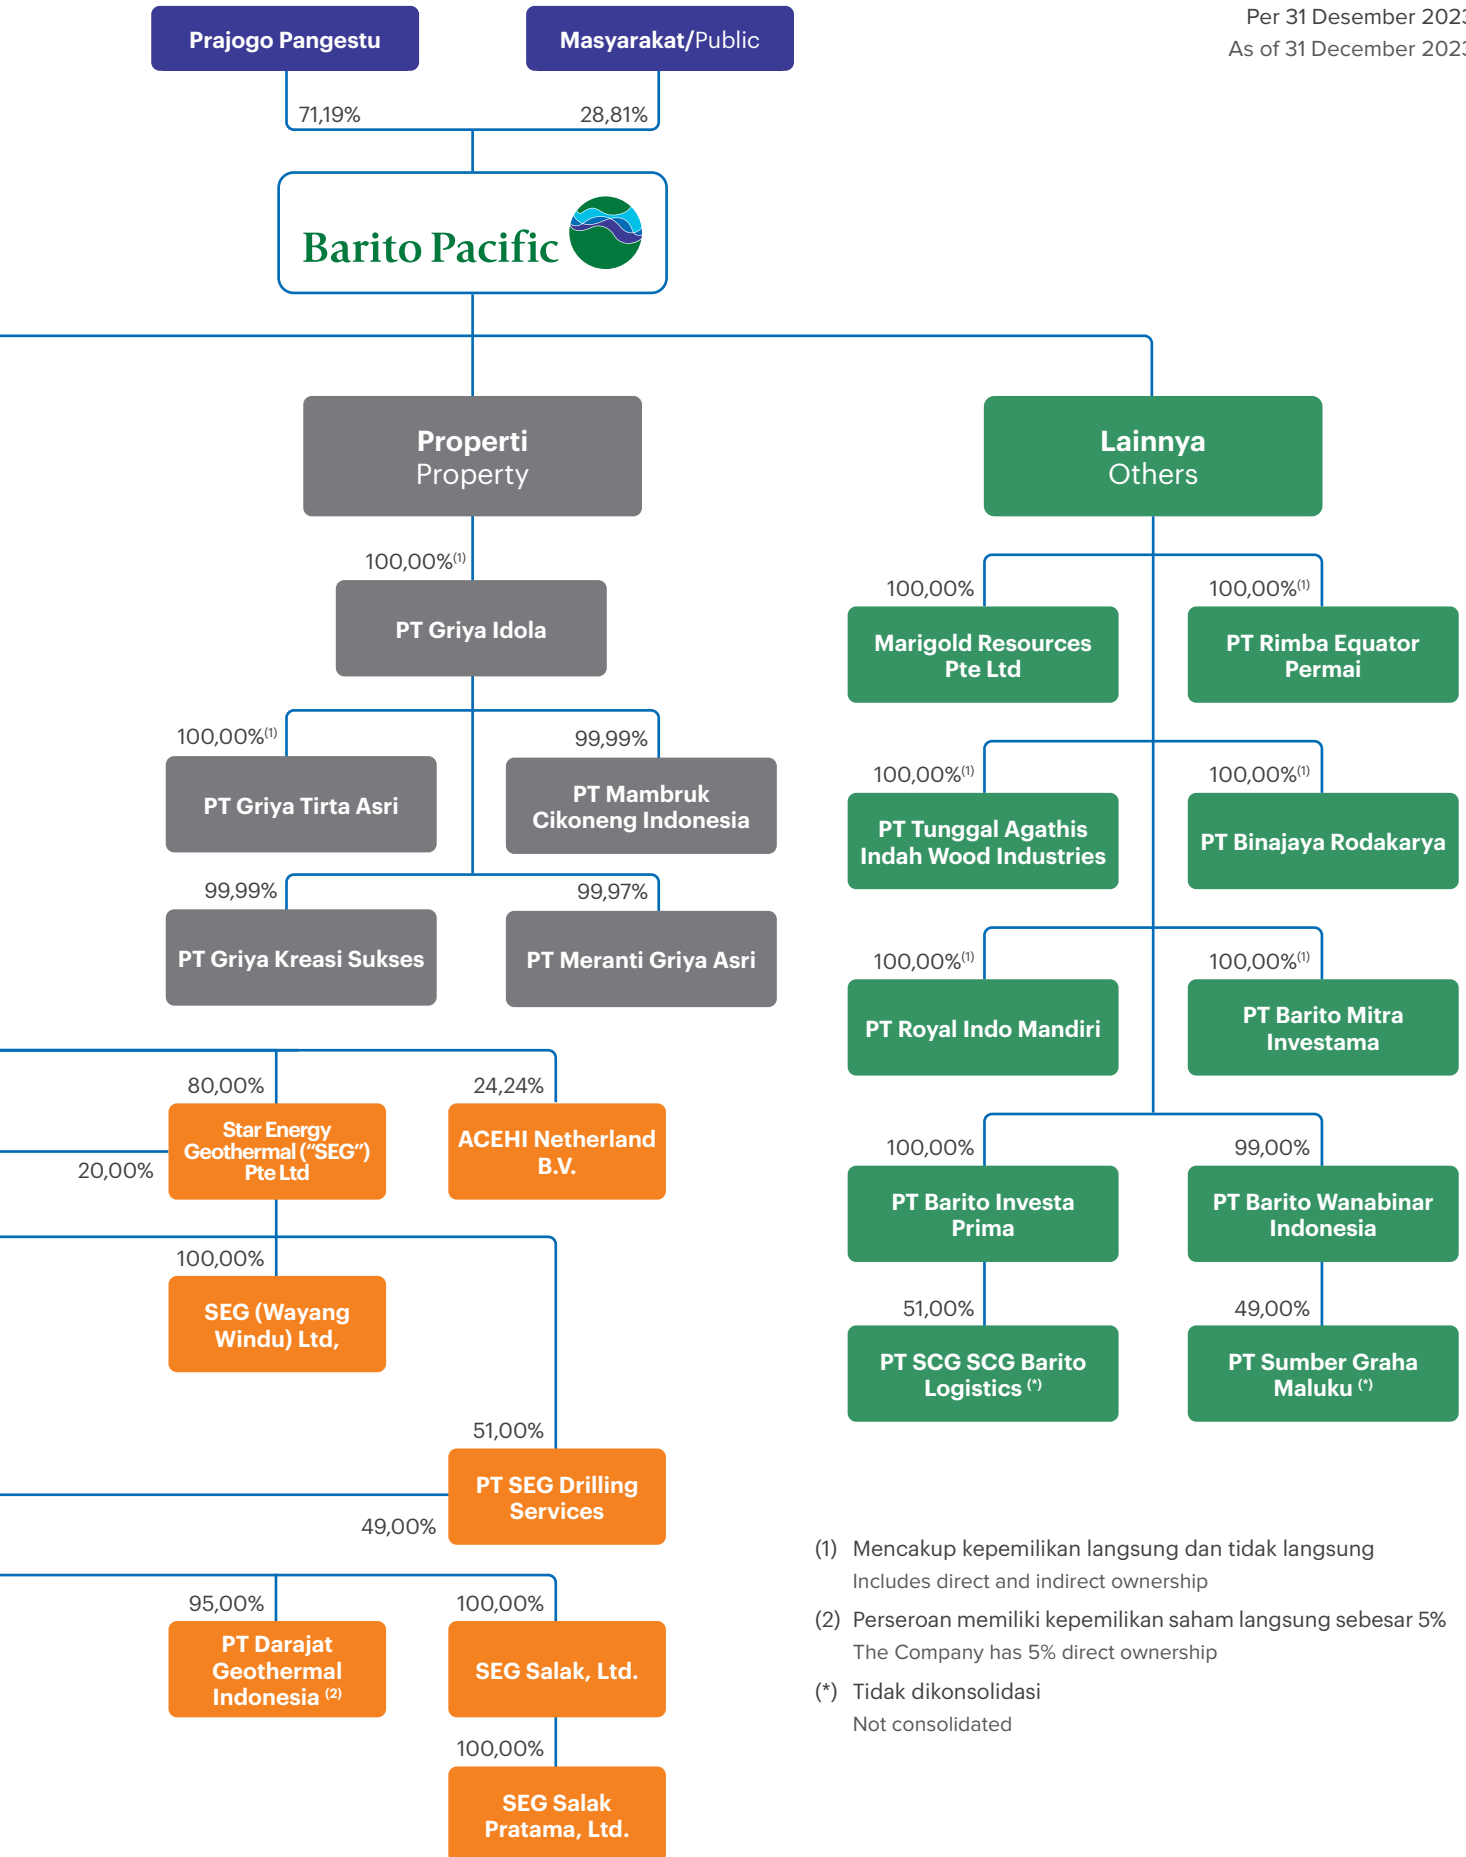 Per 31 Desember 2023
As of 31 December 2023
Prajogo Pangestu
Masyarakat/Public
71,19%
28,81%
Barito Pacific
Properti
Property
100,00%(1)
PT Griya Idola
100,00%(1)
PT Griya Tirta Asri
99,99%
PT Mambruk
Cikoneng Indonesia
99,99%
PT Griya Kreasi Sukses
99,97%
PT Meranti Griya Asri
Lainnya
Others
100,00%
Marigold Resources
Pte Ltd
100,00%(1)
PT Rimba Equator
Permai
100,00%(1)
PT Tunggal Agathis
Indah Wood Industries
100,00%(1)
PT Binajaya Rodakarya
100,00%(1)
PT Royal Indo Mandiri
100,00%(1)
PT Barito Mitra
Investama
100,00%
PT Barito Investa
Prima
99,00%
PT Barito Wanabinar
Indonesia
51,00%
PT SCG SCG Barito
Logistics (*)
49,00%
PT Sumber Graha
Maluku (*)
80,00%
20,00%
Star Energy
Geothermal (“SEG”)
Pte Ltd
24,24%
ACEHI Netherland
B.V.
100,00%
SEG (Wayang
Windu) Ltd,
51,00%
49,00%
PT SEG Drilling
Services
95,00%
PT Darajat
Geothermal
Indonesia (2)
100,00%
SEG Salak, Ltd.
100,00%
SEG Salak
Pratama, Ltd.
(1) Mencakup kepemilikan langsung dan tidak langsung
Includes direct and indirect ownership
(2) Perseroan memiliki kepemilikan saham langsung sebesar 5%
The Company has 5% direct ownership
(*) Tidak dikonsolidasi
Not consolidated